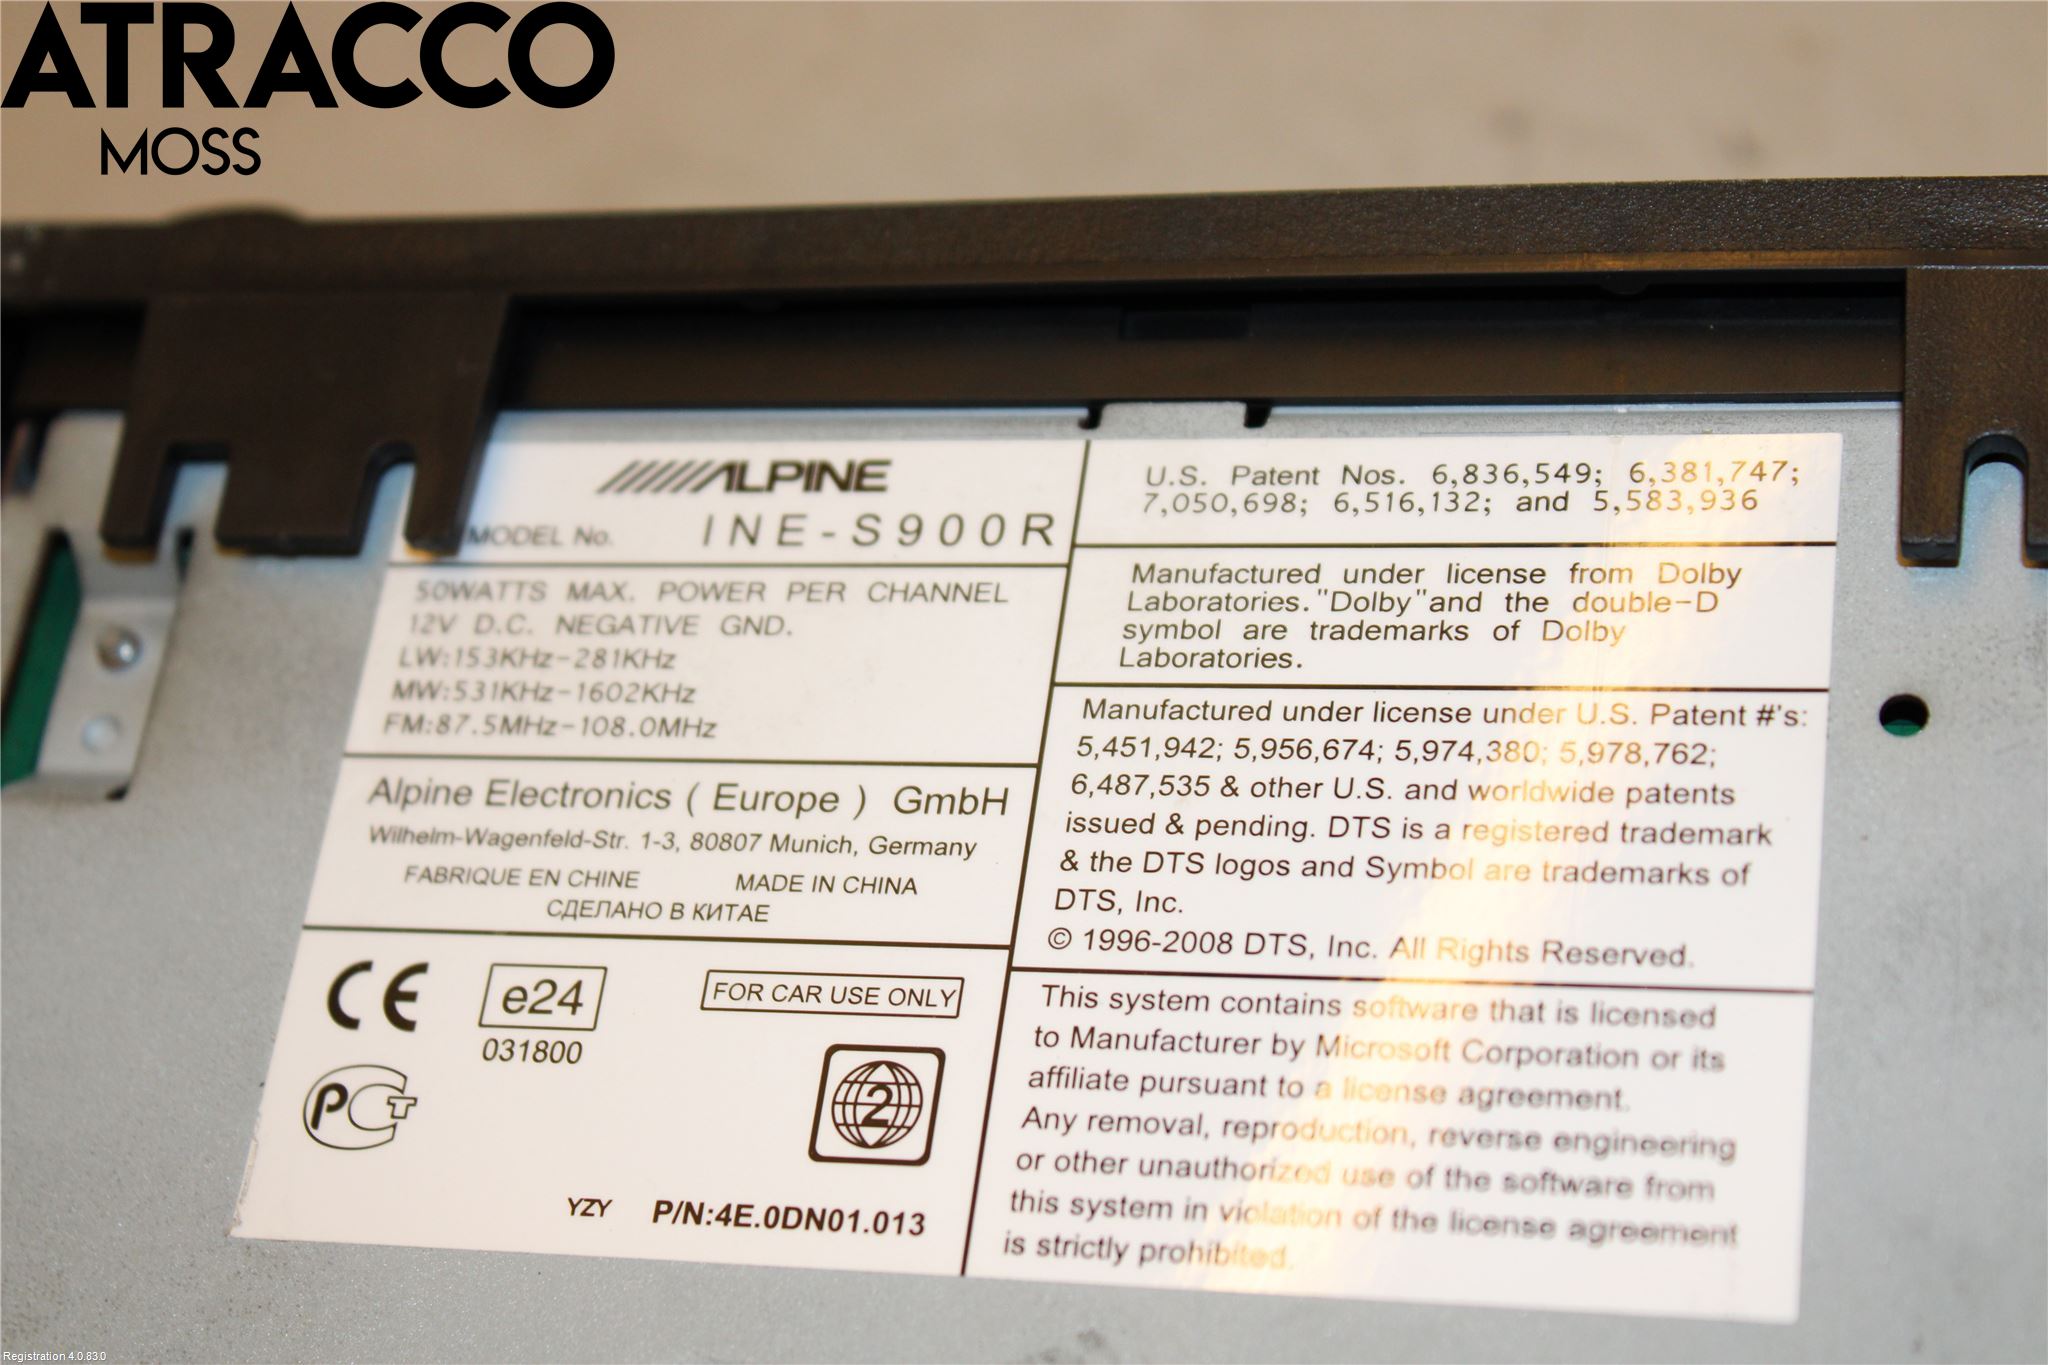 ATRACCO
MOSS
ALPINE
MODEL No. INE-S900R
50WATTS MAX. POWER PER CHANNEL
12V D.C. NEGATIVE GND.
LW:153KHz-281KHz
MW:531KHz-1602KHz
FM:87.5MHz-108.0MHz
Alpine Electronics ( Europe ) GmbH
Wilhelm-Wagenfeld-Str. 1-3, 80807 Munich, Germany
FABRIQUE EN CHINE MADE IN CHINA
СДЕЛАНО В КИТАЕ
CE e24 FOR CAR USE ONLY
031800
РСТ
2
YZY P/N:4E.0DN01.013
U.S. Patent Nos. 6,836,549; 6,381,747;
7,050,698; 6,516,132; and 5,583,936
Manufactured under license from Dolby
Laboratories."Dolby"and the double-D
symbol are trademarks of Dolby
Laboratories.
Manufactured under license under U.S. Patent #'s:
5,451,942; 5,956,674; 5,974,380; 5,978,762;
6,487,535 & other U.S. and worldwide patents
issued & pending. DTS is a registered trademark
& the DTS logos and Symbol are trademarks of
DTS, Inc.
© 1996-2008 DTS, Inc. All Rights Reserved.
This system contains software that is licensed
to Manufacturer by Microsoft Corporation or its
affiliate pursuant to a license agreement.
Any removal, reproduction, reverse engineering
or other unauthorized use of the software from
this system in violation of the license agreement
is strictly prohibited.
Registration 4.0.83.0